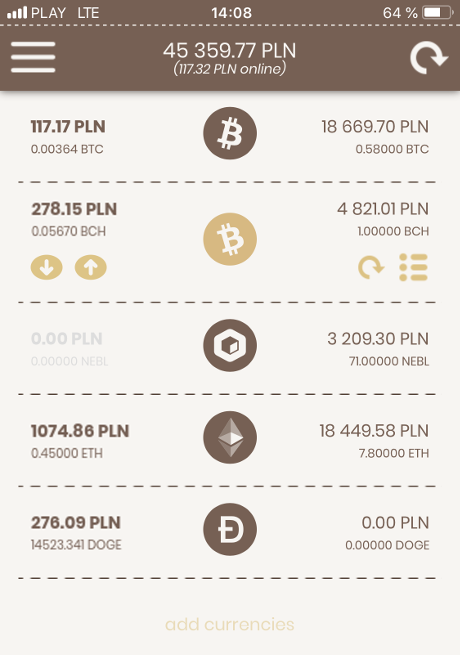 PLAY LTE 14:08 64 %
45 359.77 PLN
(117.32 PLN online)
117.17 PLN 18 669.70 PLN
0.00364 BTC 0.58000 BTC
278.15 PLN 4 821.01 PLN
0.05670 BCH 1.00000 BCH
0.00 PLN 3 209.30 PLN
0.00000 NEBL 71.00000 NEBL
1074.86 PLN 18 449.58 PLN
0.45000 ETH 7.80000 ETH
276.09 PLN 0.00 PLN
14523.341 DOGE 0.00000 DOGE
add currencies